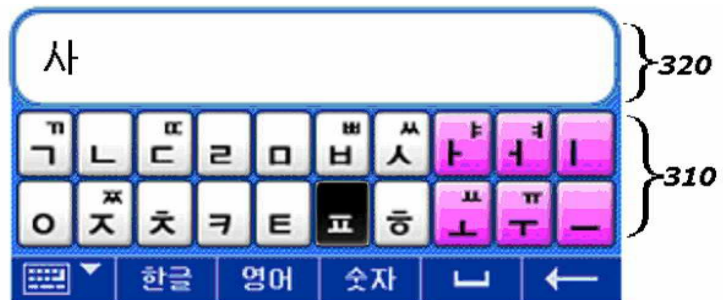 사
320
ㄲ ㄸ ㅃ ㅆ ㅑ ㅕ
ㄱ ㄴ ㄷ ㄹ ㅁ ㅂ ㅅ ㅏ ㅓ ㅣ
310
ㅉ ㅛ ㅠ
ㅇ ㅈ ㅊ ㅋ ㅌ ㅍ ㅎ ㅗ ㅜ ㅡ
한글 영어 숫자